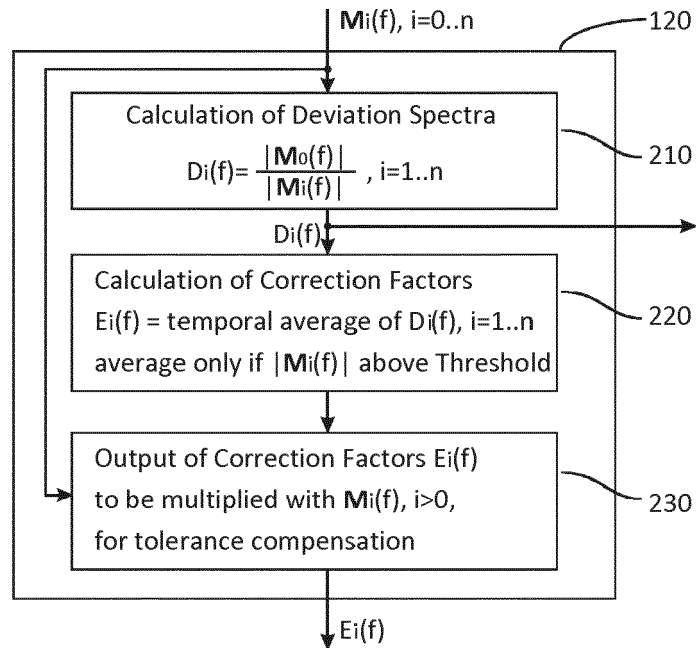 Mi(f), i=0..n
120
Calculation of Deviation Spectra
Di(f)= |M0(f)| / |Mi(f)| , i=1..n
210
Di(f)
Calculation of Correction Factors
Ei(f) = temporal average of Di(f), i=1..n
average only if |Mi(f)| above Threshold
220
Output of Correction Factors Ei(f)
to be multiplied with Mi(f), i>0,
for tolerance compensation
230
Ei(f)